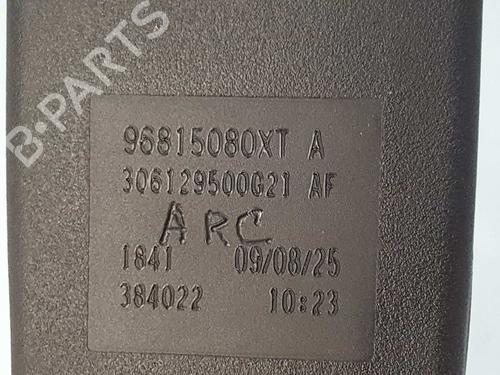 B-PARTS
96815080XT A
306129500G21 AF
ARC
1841 09/08/25
384022 10:23